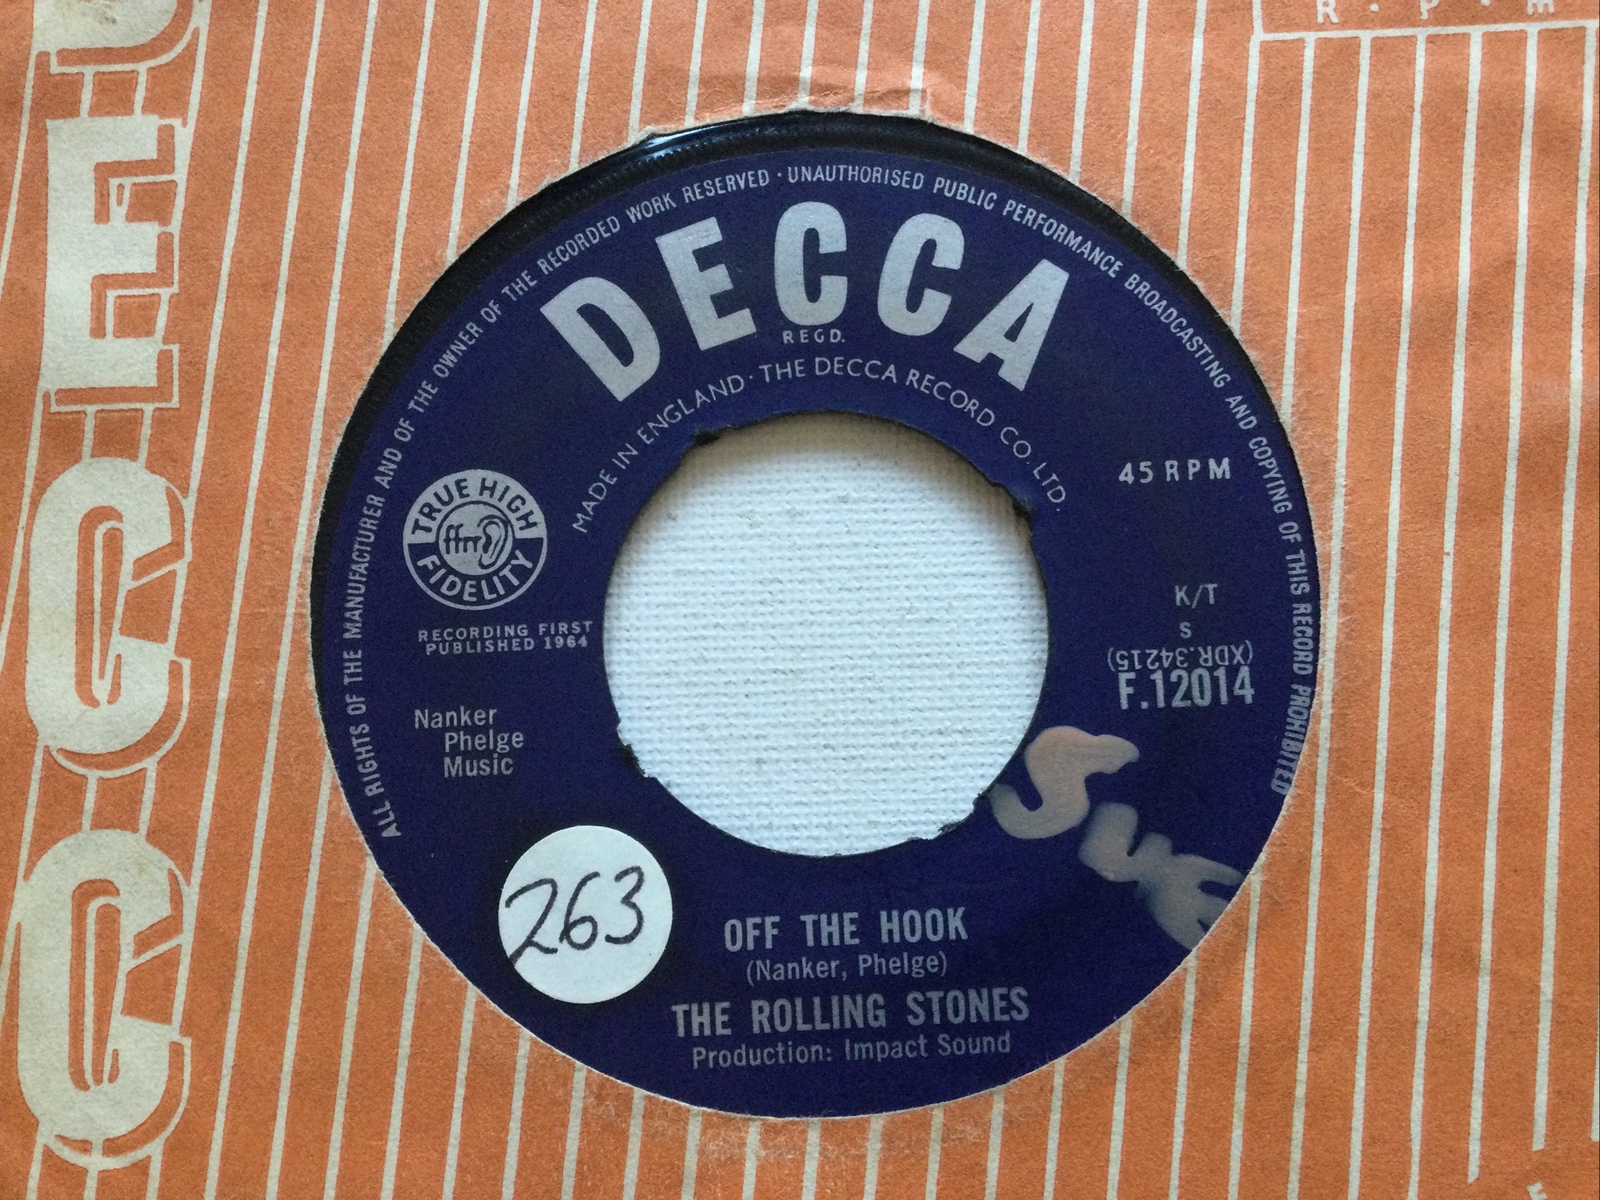 R.P.M
DECCA
ALL RIGHTS OF THE MANUFACTURER AND OF THE OWNER OF THE RECORDED WORK RESERVED · UNAUTHORISED PUBLIC PERFORMANCE BROADCASTING AND COPYING OF THIS RECORD PROHIBITED
DECCA
REGD.
MADE IN ENGLAND · THE DECCA RECORD CO. LTD.
45 RPM
TRUE HIGH
ffrr
FIDELITY
RECORDING FIRST
PUBLISHED 1964
K/T
S
(XDR.34215)
F.12014
Nanker
Phelge
Music
SUE
263
OFF THE HOOK
(Nanker, Phelge)
THE ROLLING STONES
Production: Impact Sound